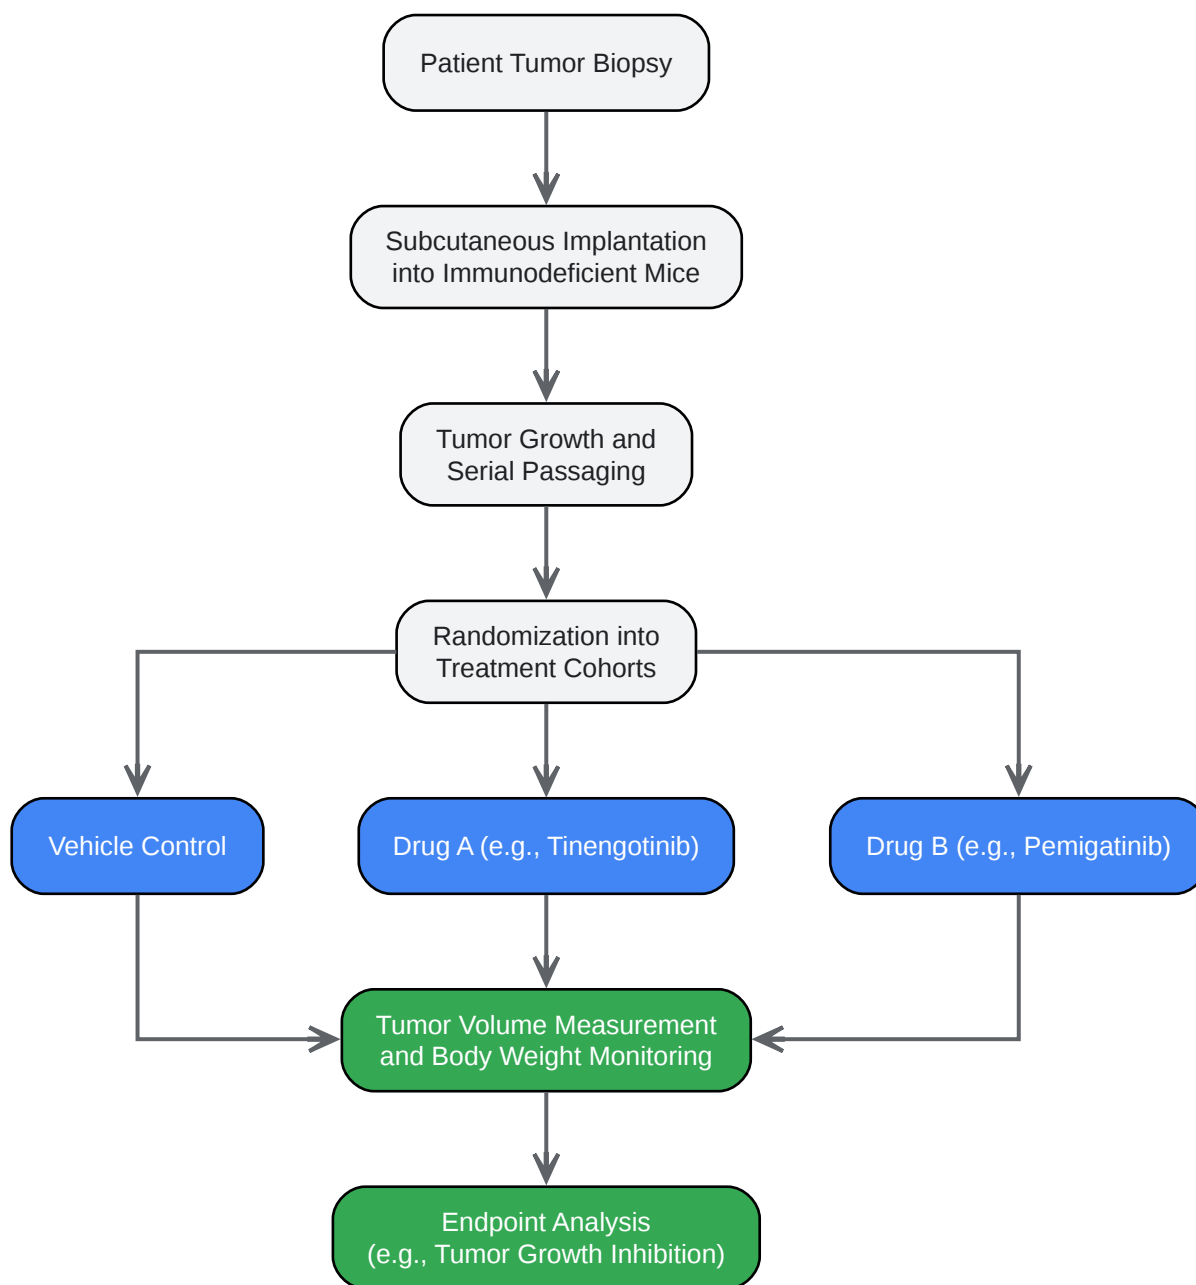 Patient Tumor Biopsy
Subcutaneous Implantation
into Immunodeficient Mice
Tumor Growth and
Serial Passaging
Randomization into
Treatment Cohorts
Vehicle Control
Drug A (e.g., Tinengotinib)
Drug B (e.g., Pemigatinib)
Tumor Volume Measurement
and Body Weight Monitoring
Endpoint Analysis
(e.g., Tumor Growth Inhibition)